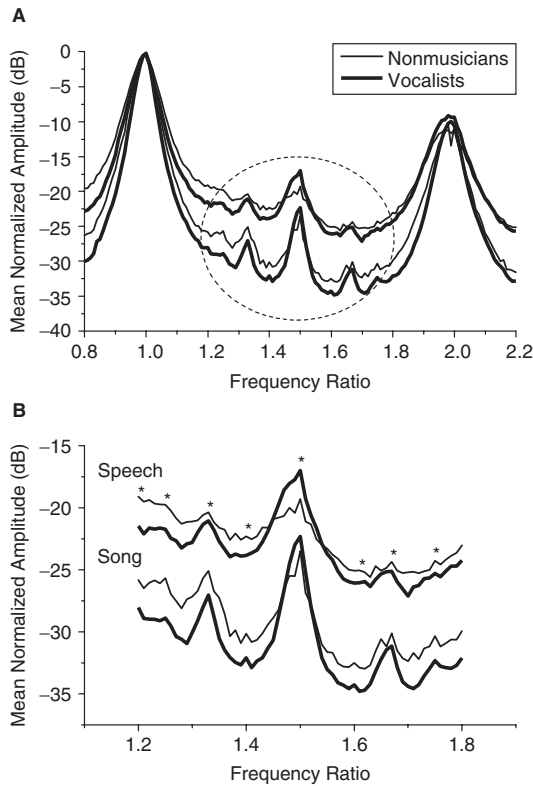 A
Mean Normalized Amplitude (dB)
0
−5
−10
−15
−20
−25
−30
−35
−40
Nonmusicians
Vocalists
0.8 1.0 1.2 1.4 1.6 1.8 2.0 2.2
Frequency Ratio
B
Mean Normalized Amplitude (dB)
−15
−20
−25
−30
−35
Speech
Song
* * * * * * * *
1.2 1.4 1.6 1.8
Frequency Ratio